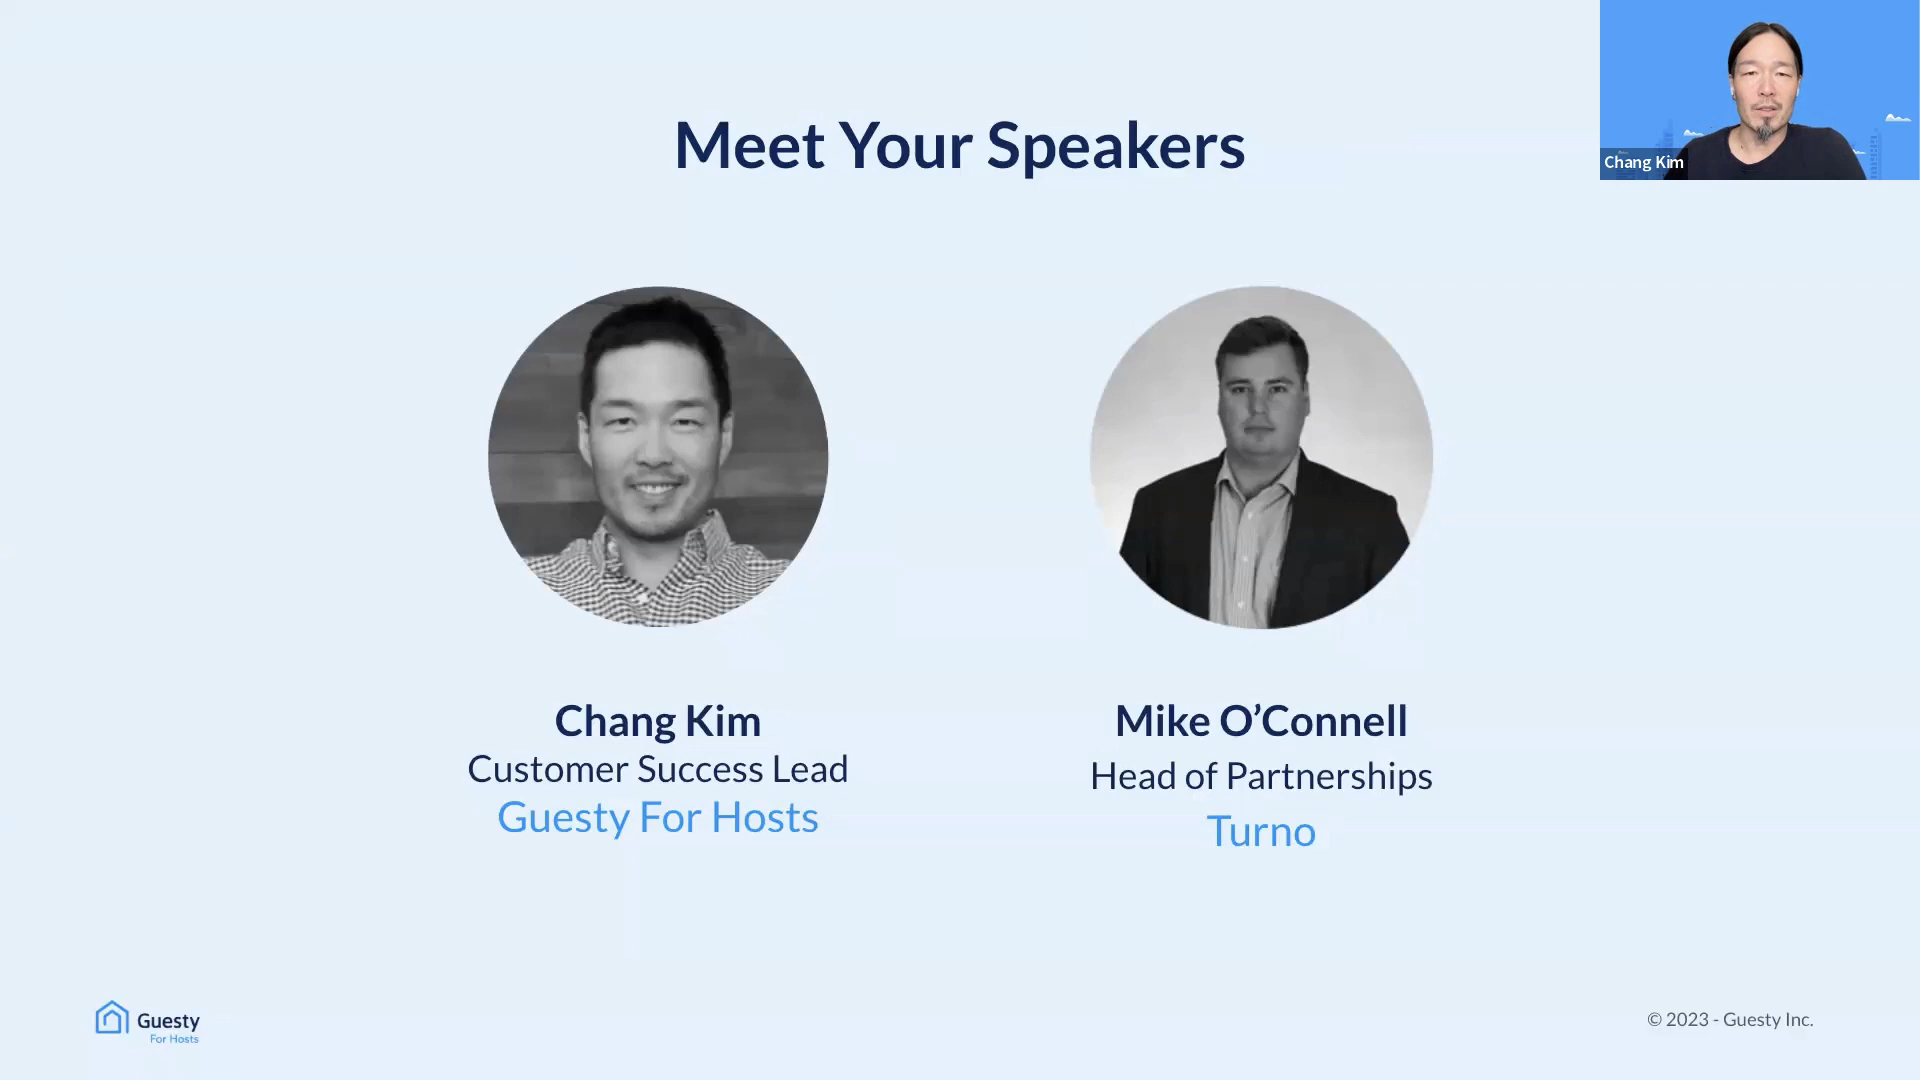 Meet Your Speakers
Chang Kim
Chang Kim
Customer Success Lead
Guesty For Hosts
Mike O’Connell
Head of Partnerships
Turno
Guesty
For Hosts
© 2023 - Guesty Inc.